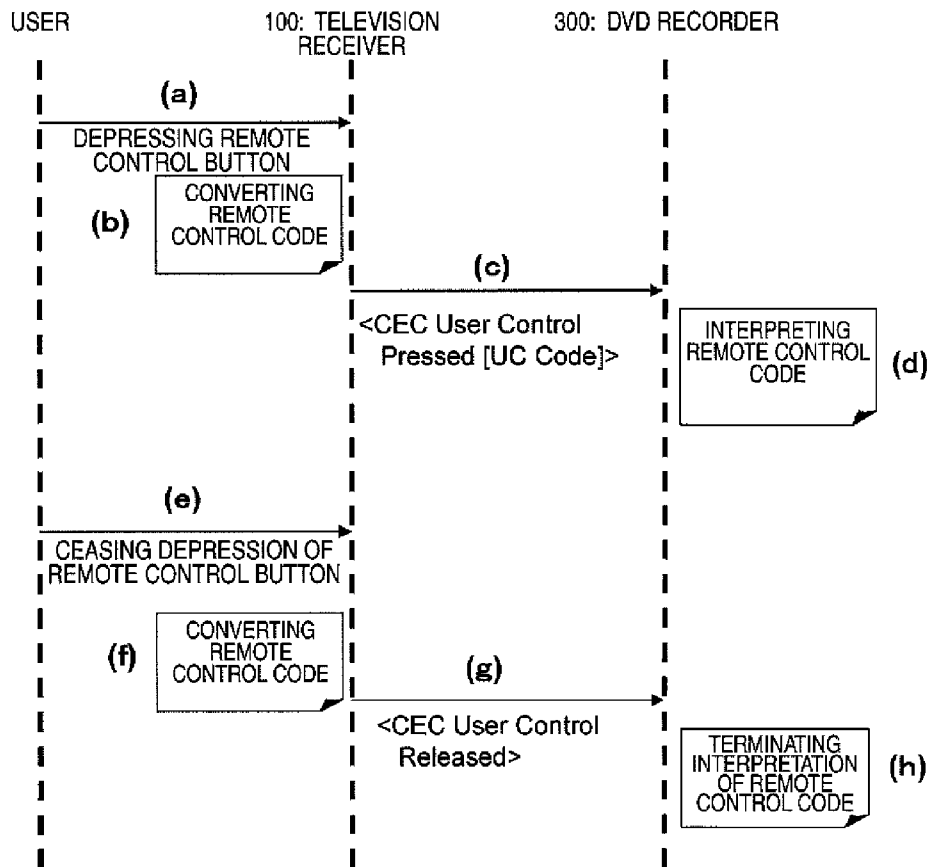 USER
100: TELEVISION
RECEIVER
300: DVD RECORDER
(a)
DEPRESSING REMOTE
CONTROL BUTTON
(b)
CONVERTING
REMOTE
CONTROL CODE
(c)
<CEC User Control
Pressed [UC Code]>
INTERPRETING
REMOTE CONTROL
CODE
(d)
(e)
CEASING DEPRESSION OF
REMOTE CONTROL BUTTON
(f)
CONVERTING
REMOTE
CONTROL CODE
(g)
<CEC User Control
Released>
TERMINATING
INTERPRETATION
OF REMOTE
CONTROL CODE
(h)